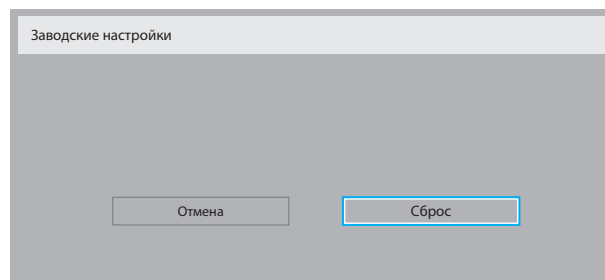 Заводские настройки
Отмена
Сброс